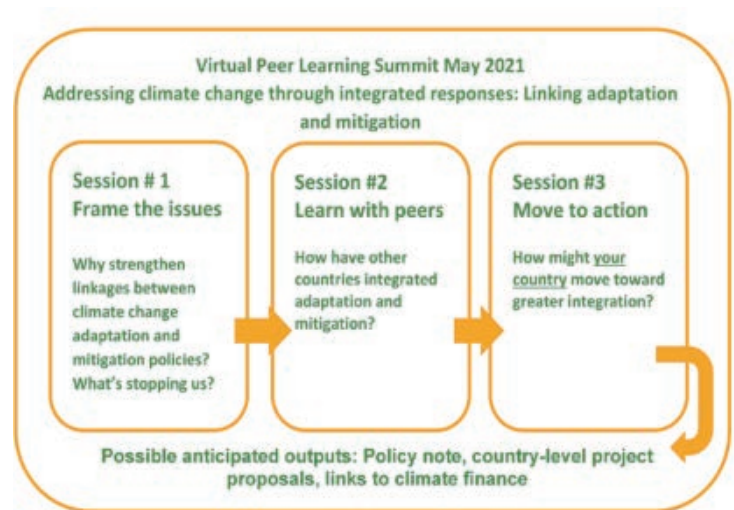 Virtual Peer Learning Summit May 2021
Addressing climate change through integrated responses: Linking adaptation
and mitigation
Session # 1
Frame the issues
Why strengthen
linkages between
climate change
adaptation and
mitigation policies?
What's stopping us?
Session #2
Learn with peers
How have other
countries integrated
adaptation and
mitigation?
Session #3
Move to action
How might your
country move toward
greater integration?
Possible anticipated outputs: Policy note, country-level project
proposals, links to climate finance